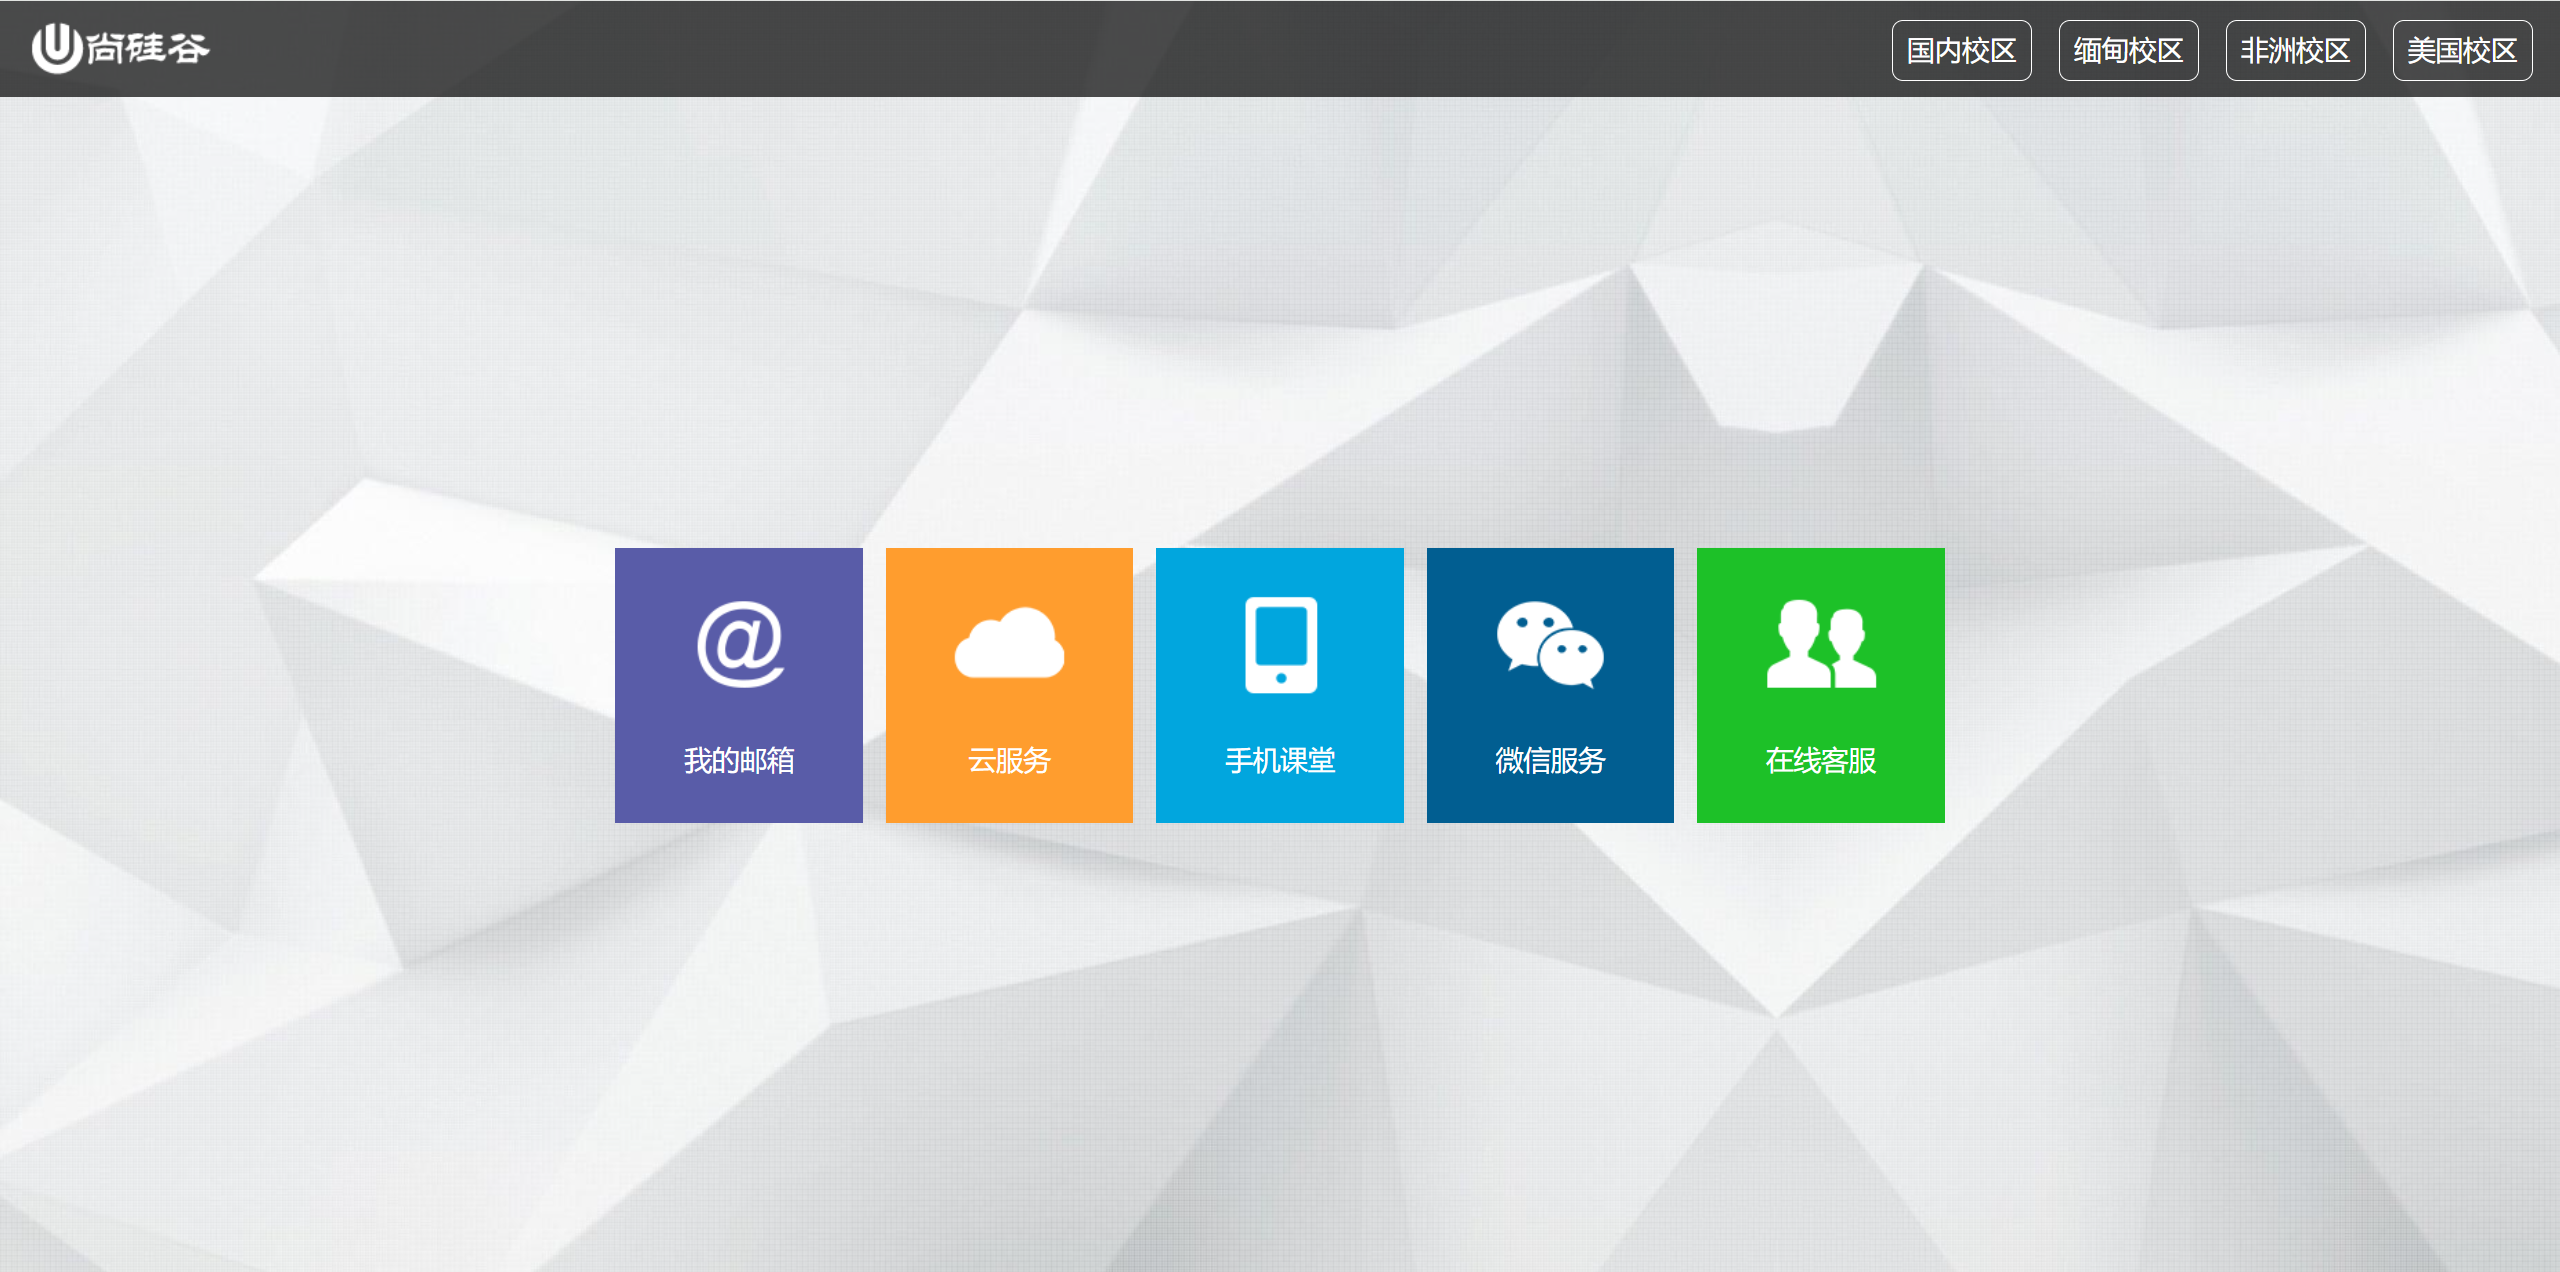 尚硅谷
国内校区
缅甸校区
非洲校区
美国校区
@
我的邮箱
云服务
手机课堂
微信服务
在线客服